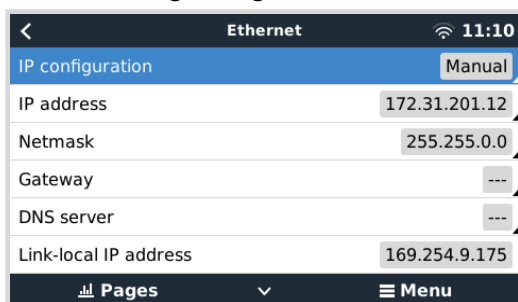 Ethernet 11:10
IP configuration Manual
IP address 172.31.201.12
Netmask 255.255.0.0
Gateway ---
DNS server ---
Link-local IP address 169.254.9.175
Pages Menu